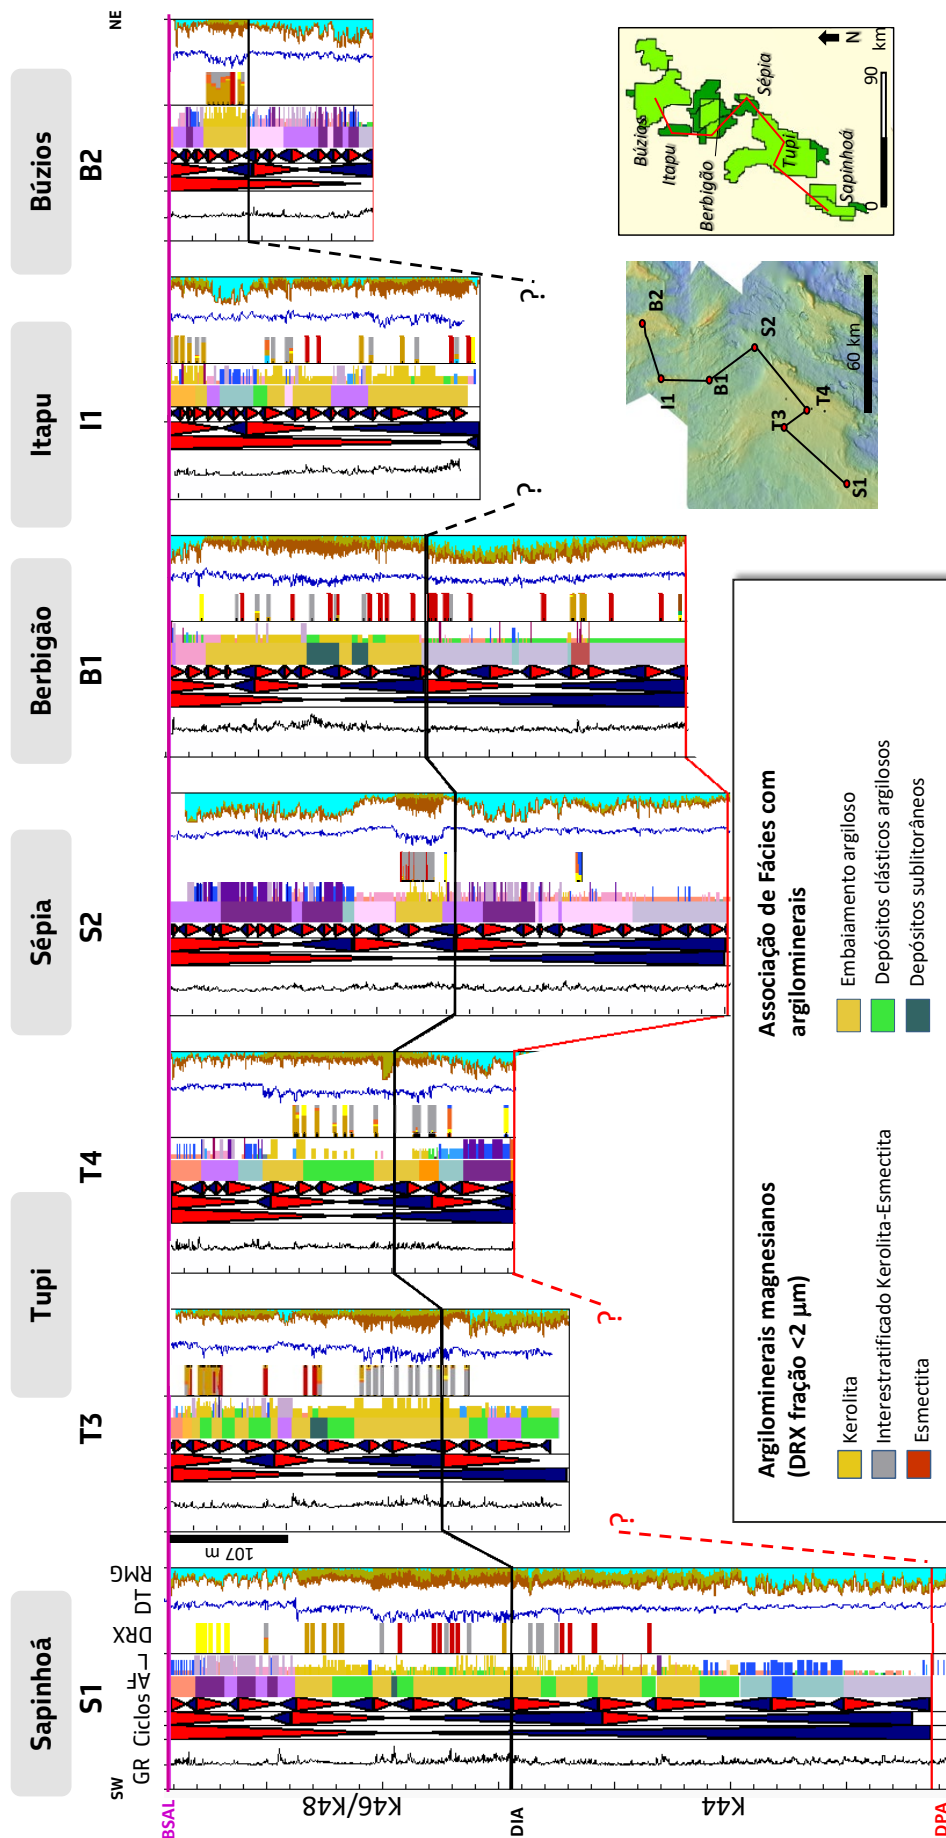 Sapinhoá
Tupi
Sépia
Berbigão
Itapu
Búzios
S1
T3
T4
S2
B1
I1
B2
SW
NE
GR
Ciclos
AF
L
DRX
DT
RMG
BSAL
K46/K48
DIA
K44
DPA
107 m
?
?
?
?
Argilominerais magnesianos
(DRX fração <2 µm)
Kerolita
Interestratificado Kerolita-Esmectita
Esmectita
Associação de Fácies com
argilominerais
Embaiamento argiloso
Depósitos clásticos argilosos
Depósitos sublitorâneos
S1
T3
T4
S2
B1
I1
B2
60 km
Búzios
Itapu
Berbigão
Sépia
Tupi
Sapinhoá
N
0
90
km